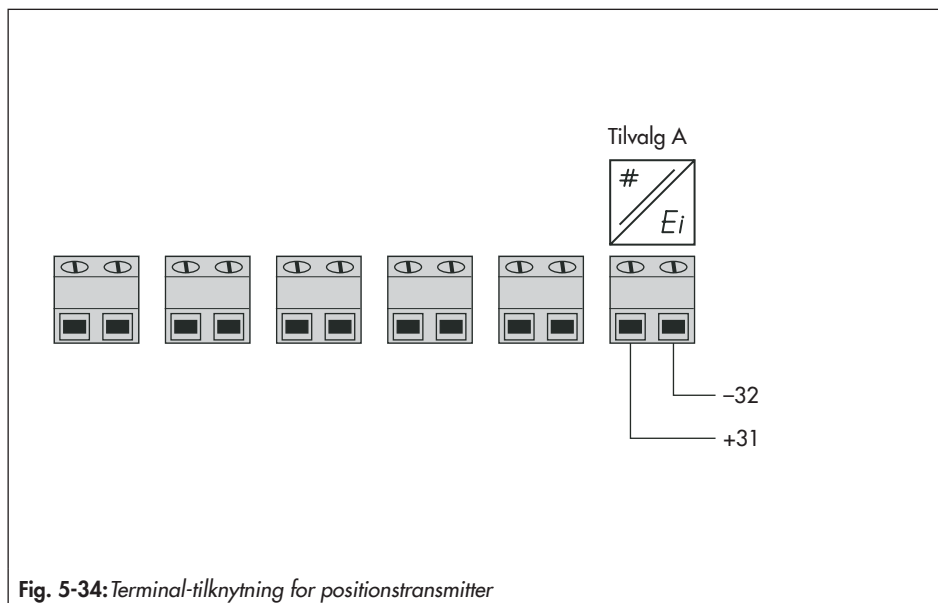 Tilvalg A
#
Ei
–32
+31
Fig. 5-34: Terminal-tilknytning for positionstransmitter